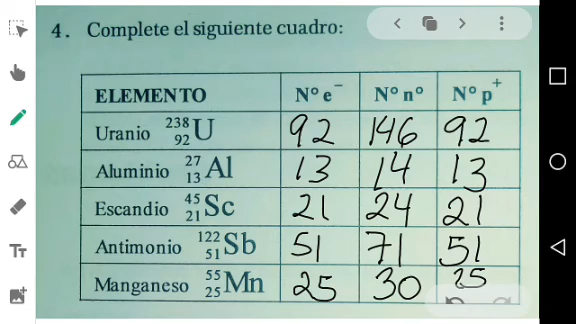 4. Complete el siguiente cuadro:
ELEMENTO N° e⁻ N° n° N° p⁺
Uranio ²³⁸₉₂U 92 146 92
Aluminio ²⁷₁₃Al 13 14 13
Escandio ⁴⁵₂₁Sc 21 24 21
Antimonio ¹²²₅₁Sb 51 71 51
Manganeso ⁵⁵₂₅Mn 25 30 25